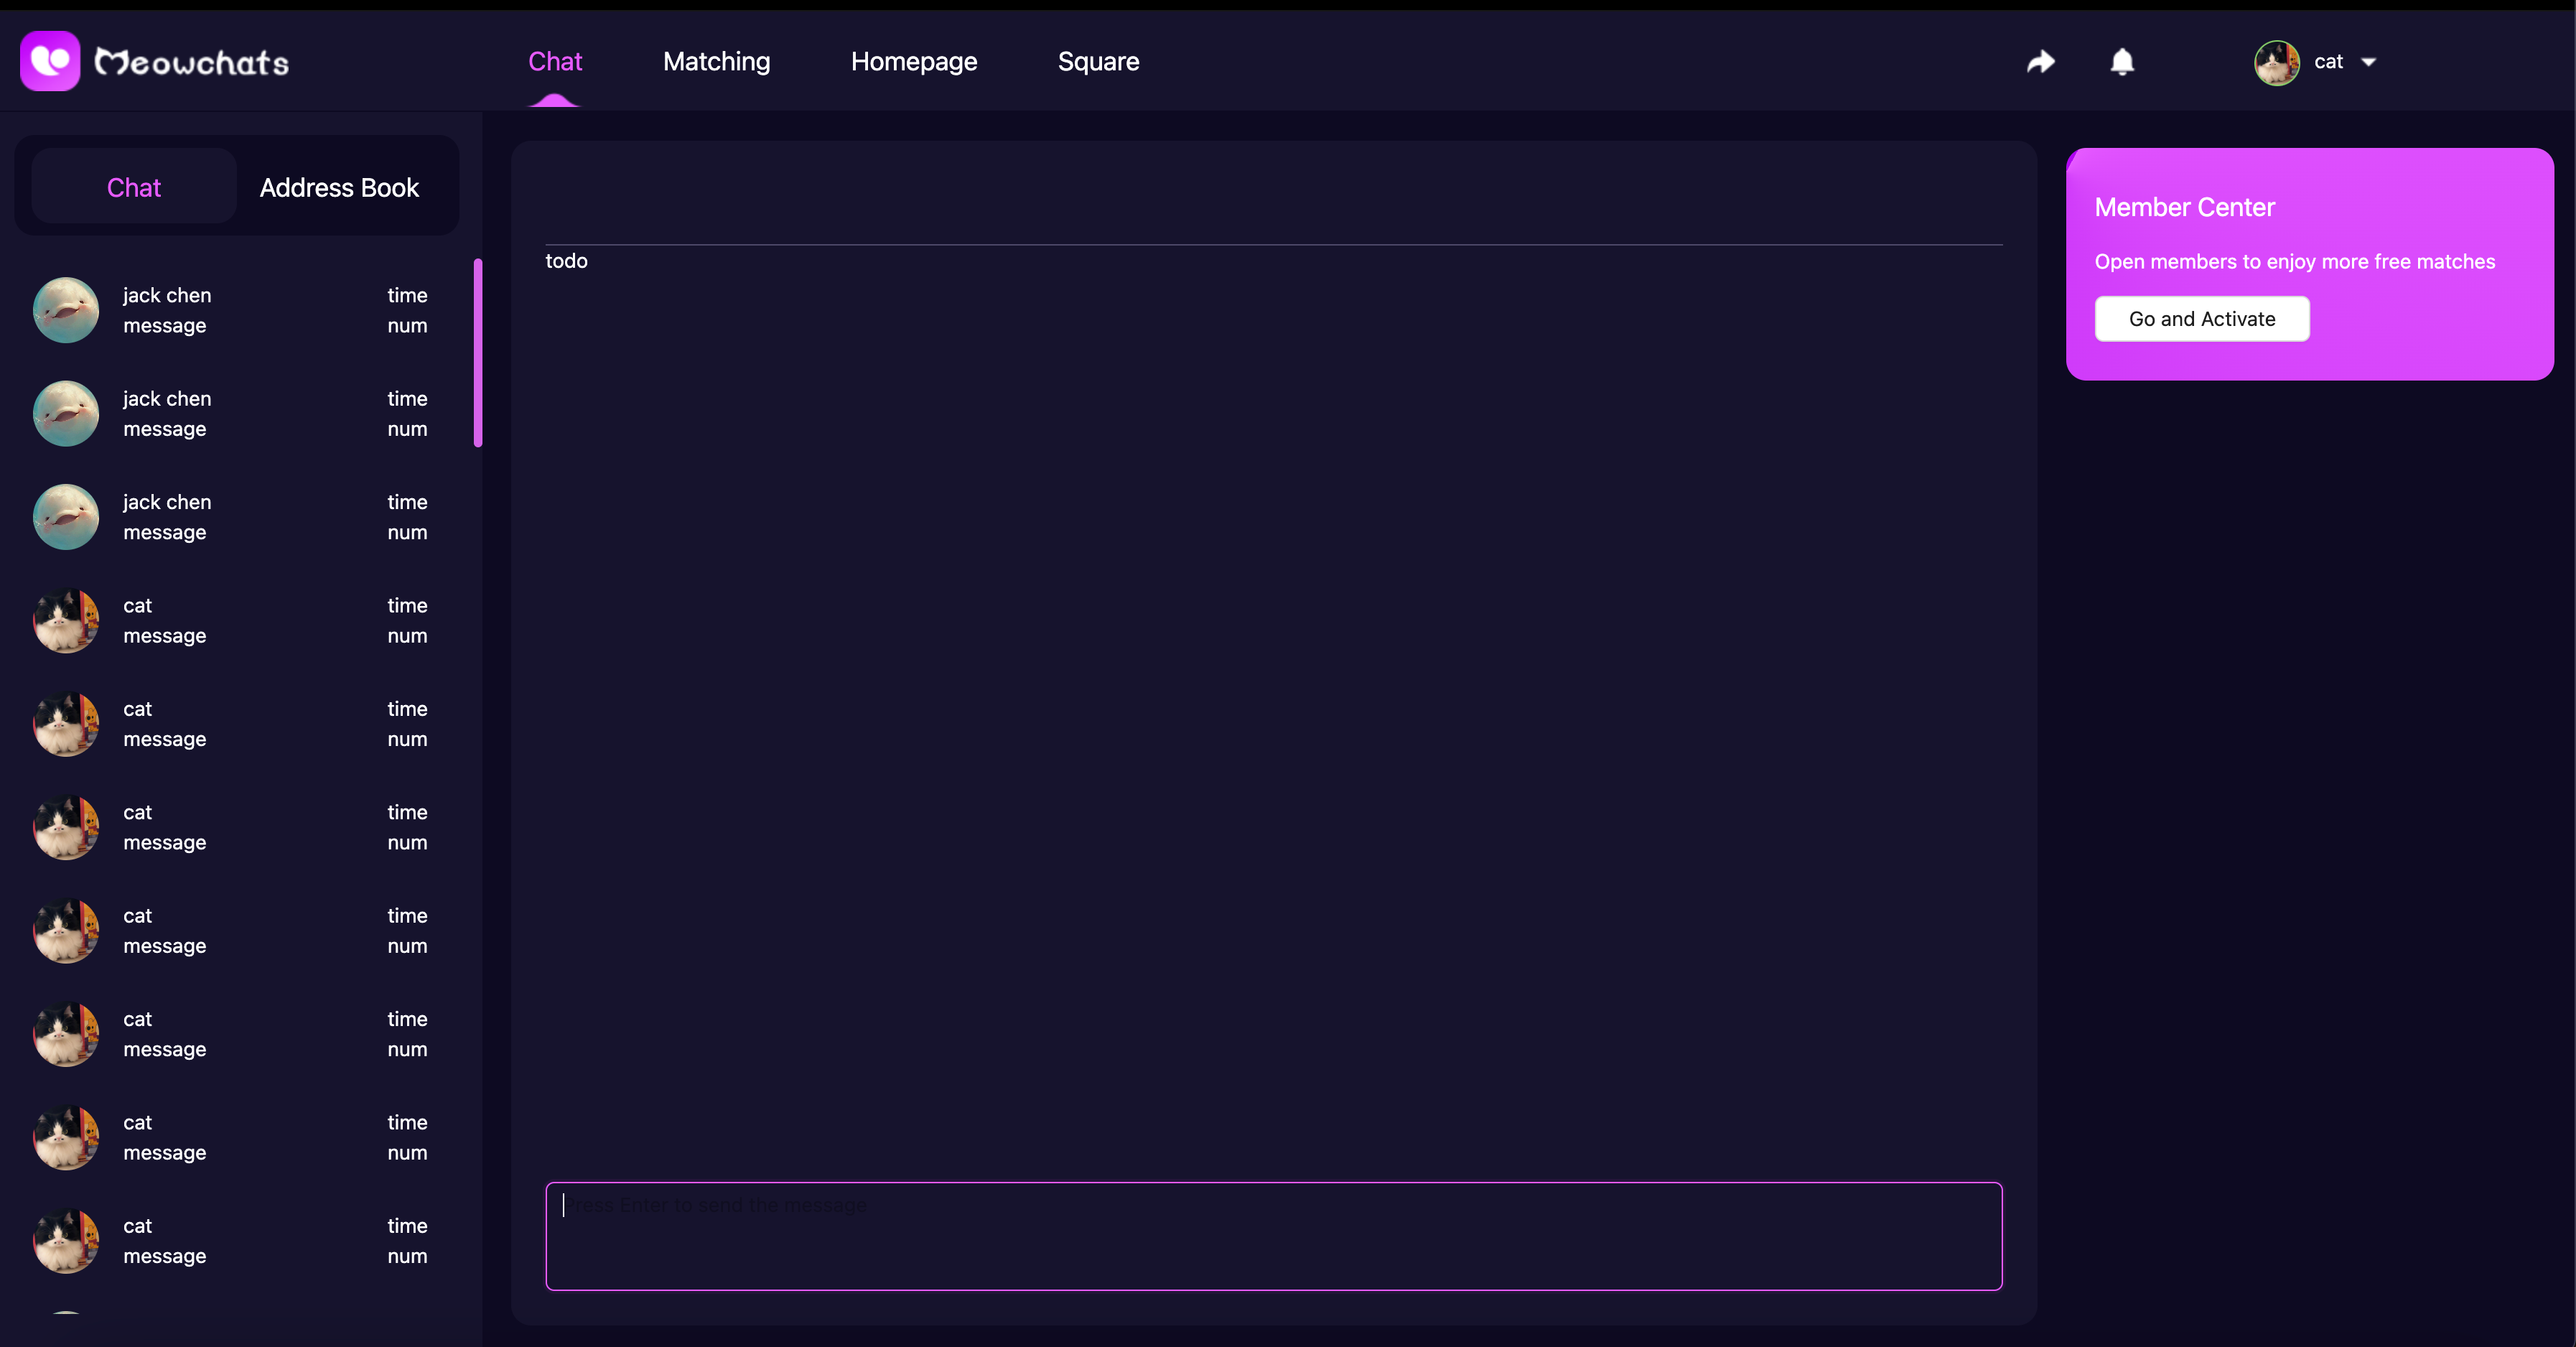 Meowchats
Chat Matching Homepage Square
cat
Chat Address Book
jack chen time
message num
jack chen time
message num
jack chen time
message num
cat time
message num
cat time
message num
cat time
message num
cat time
message num
cat time
message num
cat time
message num
cat time
message num
todo
Press Enter to send the message
Member Center
Open members to enjoy more free matches
Go and Activate